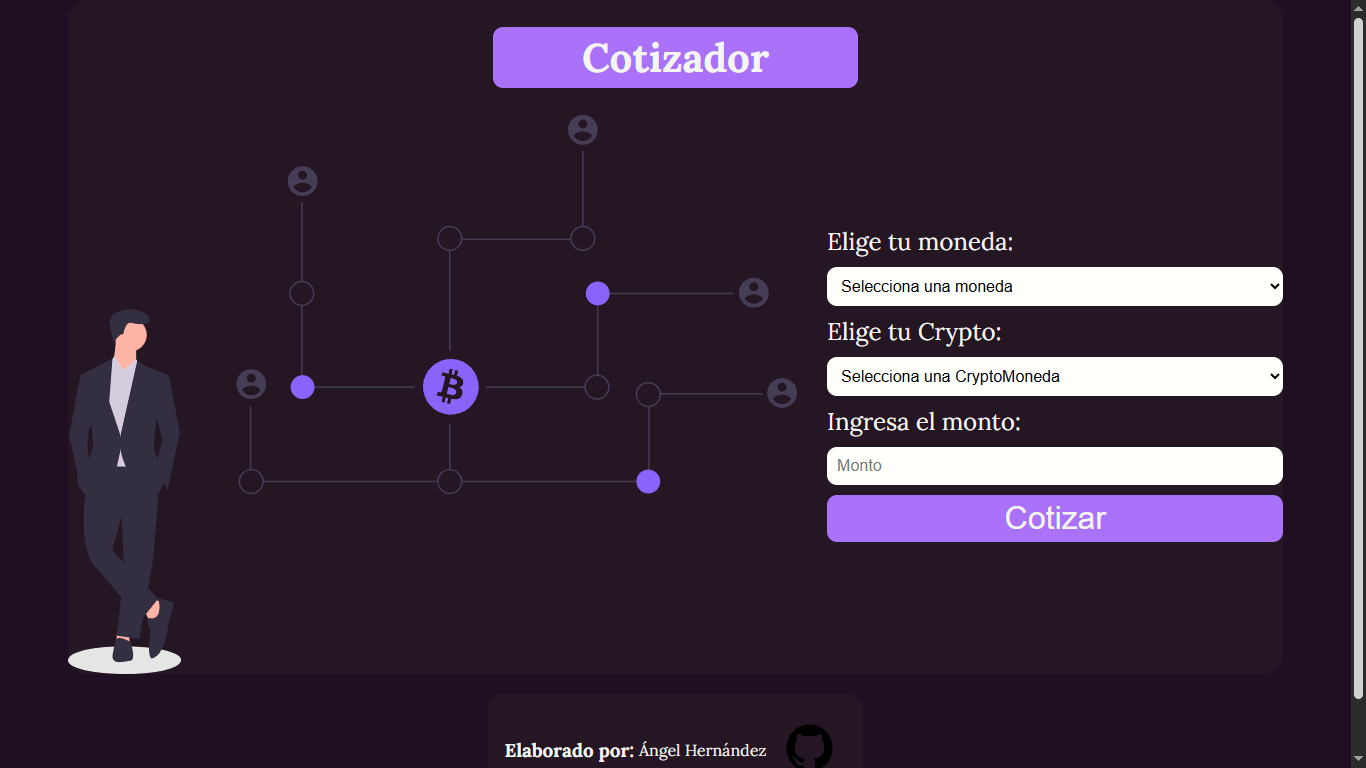 Cotizador
Elige tu moneda:
Selecciona una moneda
Elige tu Crypto:
Selecciona una CryptoMoneda
Ingresa el monto:
Monto
Cotizar
Elaborado por: Ángel Hernández